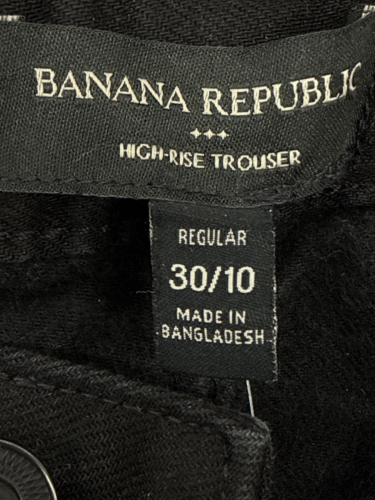 BANANA REPUBLIC
HIGH-RISE TROUSER
REGULAR
30/10
MADE IN
BANGLADESH